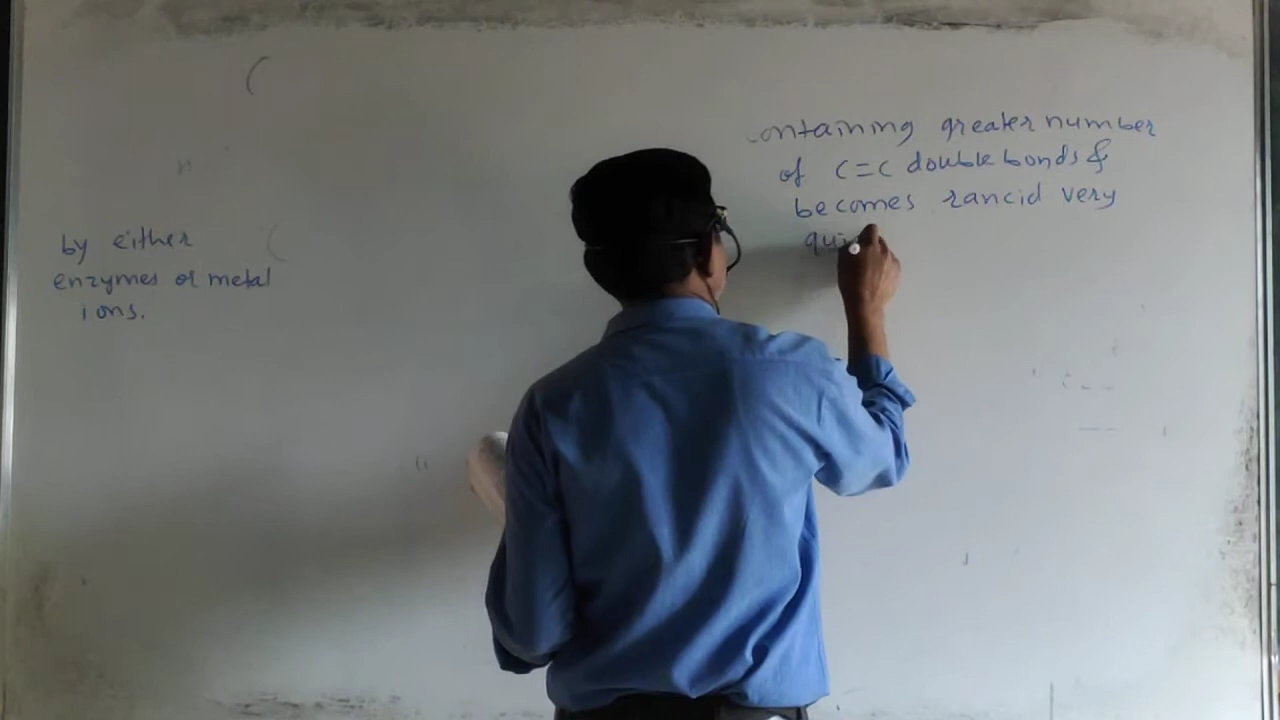 by either
enzymes or metal
ions.
containing greater number
of C=C double bonds &
becomes rancid very